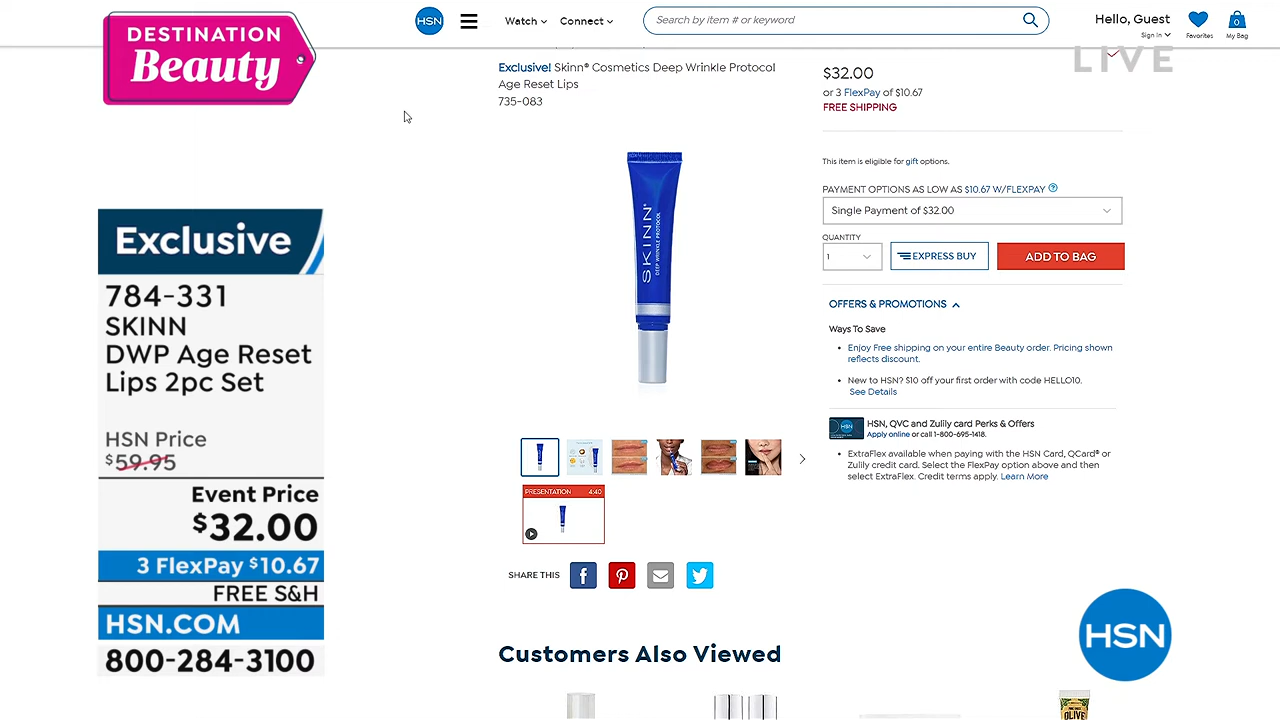 DESTINATION
Beauty
HSN
Watch
Connect
Search by item # or keyword
Hello, Guest
Sign In
Favorites
0
My Bag
LIVE
Exclusive! Skinn® Cosmetics Deep Wrinkle Protocol
Age Reset Lips
735-083
$32.00
or 3 FlexPay of $10.67
FREE SHIPPING
This item is eligible for gift options.
PAYMENT OPTIONS AS LOW AS $10.67 W/FLEXPAY ?
Single Payment of $32.00
QUANTITY
1
EXPRESS BUY
ADD TO BAG
OFFERS & PROMOTIONS
Ways To Save
• Enjoy Free shipping on your entire Beauty order. Pricing shown
reflects discount.
• New to HSN? $10 off your first order with code HELLO10.
See Details
HSN
HSN, QVC and Zulily card Perks & Offers
Apply online or call 1-800-695-1418.
• ExtraFlex available when paying with the HSN Card, QCard® or
Zulily credit card. Select the FlexPay option above and then
select ExtraFlex. Credit terms apply. Learn More
SKINN®
DEEP WRINKLE PROTOCOL
PRESENTATION 4:40
SHARE THIS
Customers Also Viewed
OLIVE
Exclusive
784-331
SKINN
DWP Age Reset
Lips 2pc Set
HSN Price
$59.95
Event Price
$32.00
3 FlexPay $10.67
FREE S&H
HSN.COM
800-284-3100
HSN